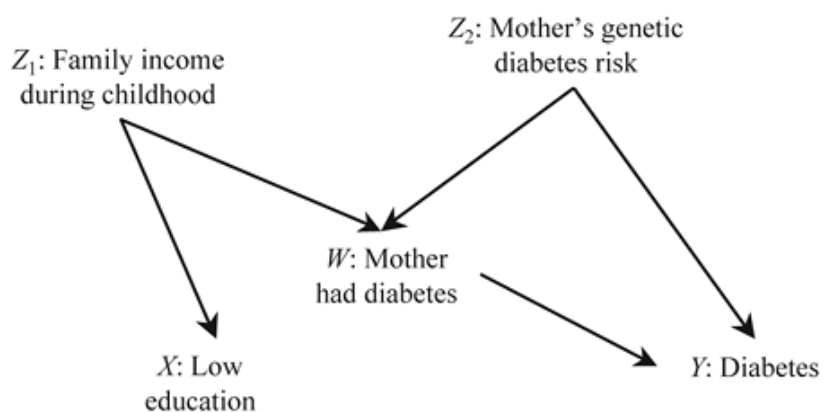 Z₁: Family income
during childhood
Z₂: Mother's genetic
diabetes risk
W: Mother
had diabetes
X: Low
education
Y: Diabetes